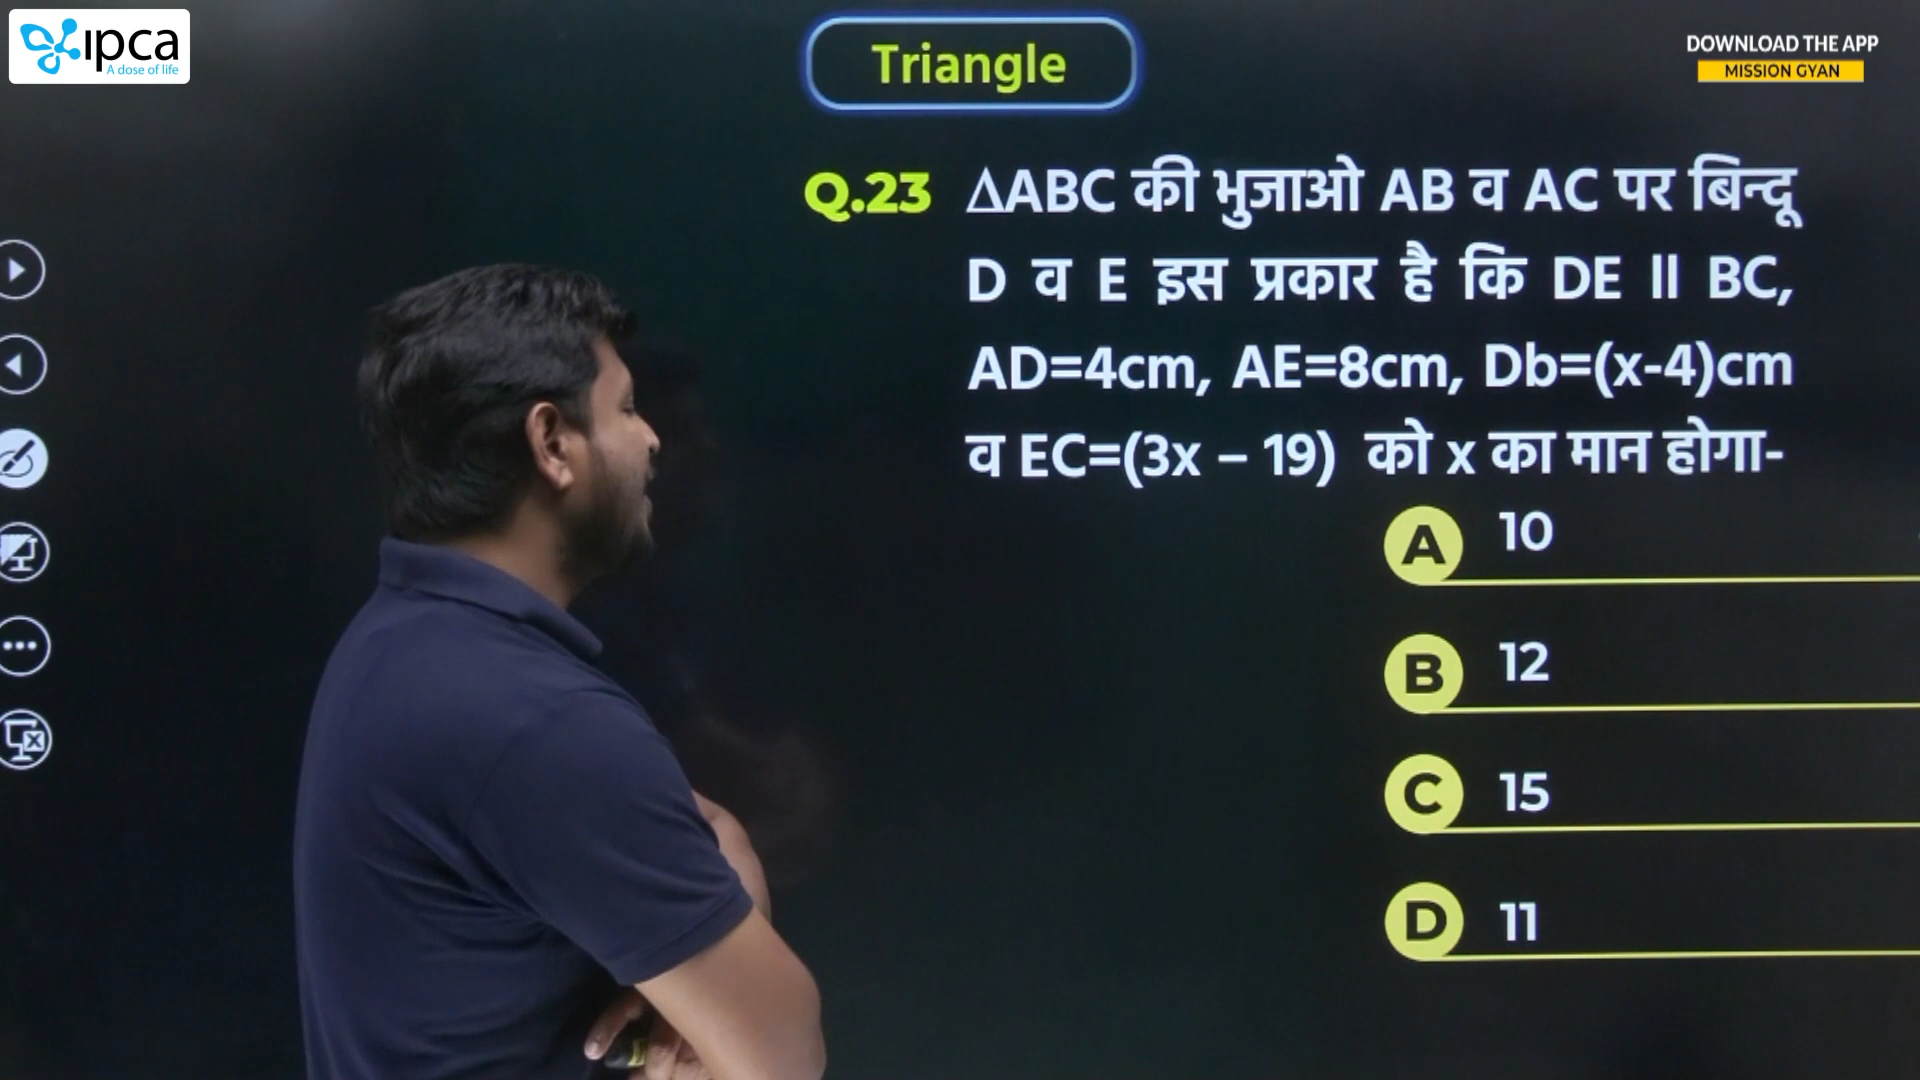 ipca
A dose of life
Triangle
DOWNLOAD THE APP
MISSION GYAN
Q.23 ΔABC की भुजाओ AB व AC पर बिन्दू
D व E इस प्रकार है कि DE ll BC,
AD=4cm, AE=8cm, Db=(x-4)cm
व EC=(3x – 19) को x का मान होगा-
A 10
B 12
C 15
D 11